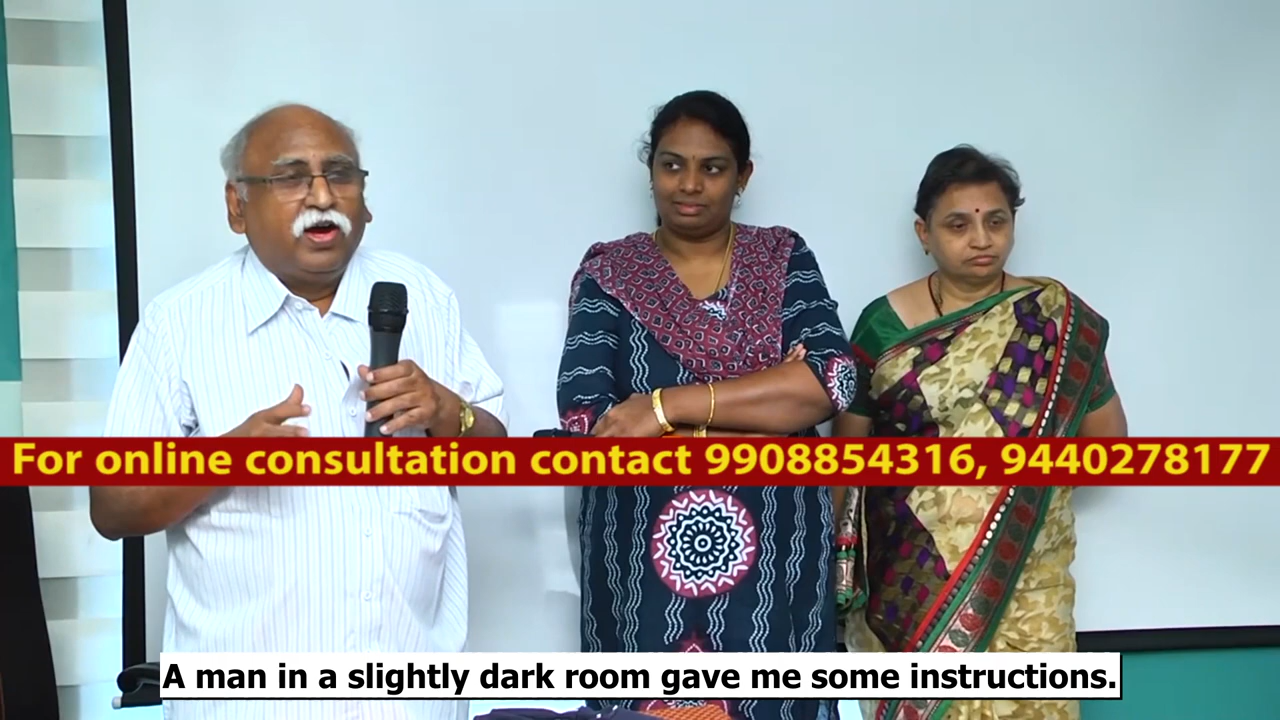 For online consultation contact 9908854316, 9440278177
A man in a slightly dark room gave me some instructions.